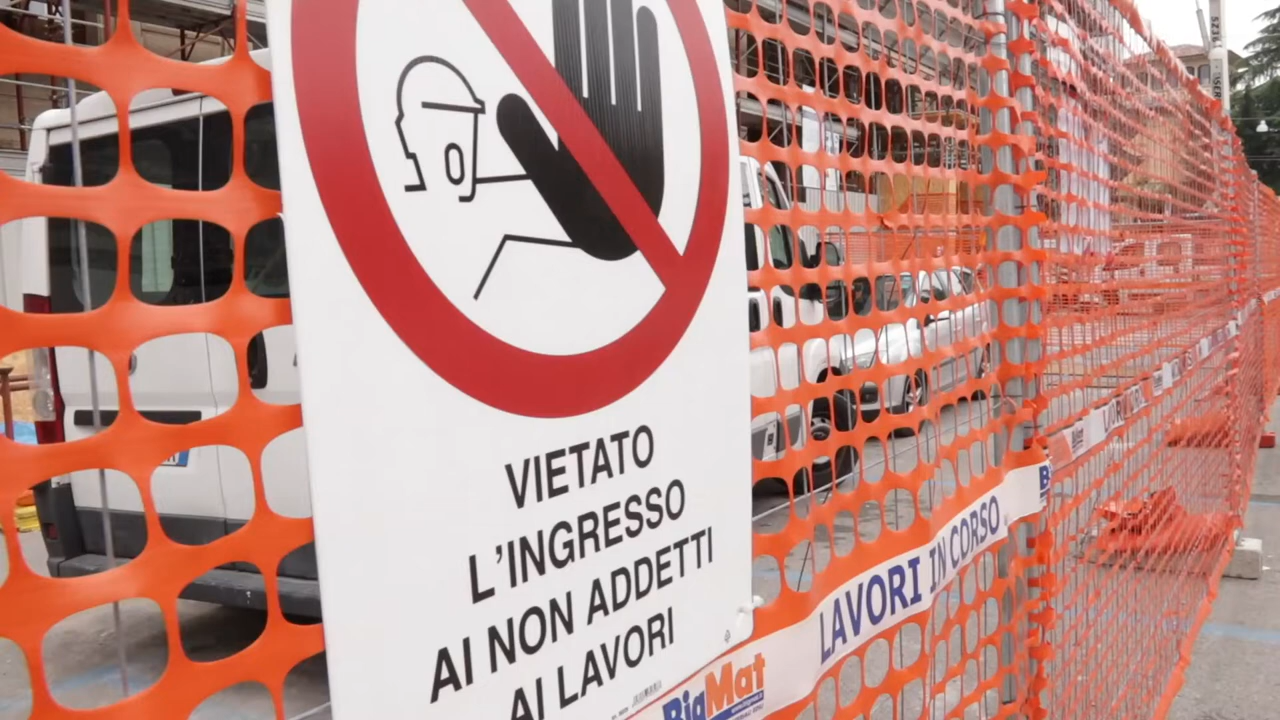 VIETATO
L'INGRESSO
AI NON ADDETTI
AI LAVORI
BigMat
LAVORI IN CORSO